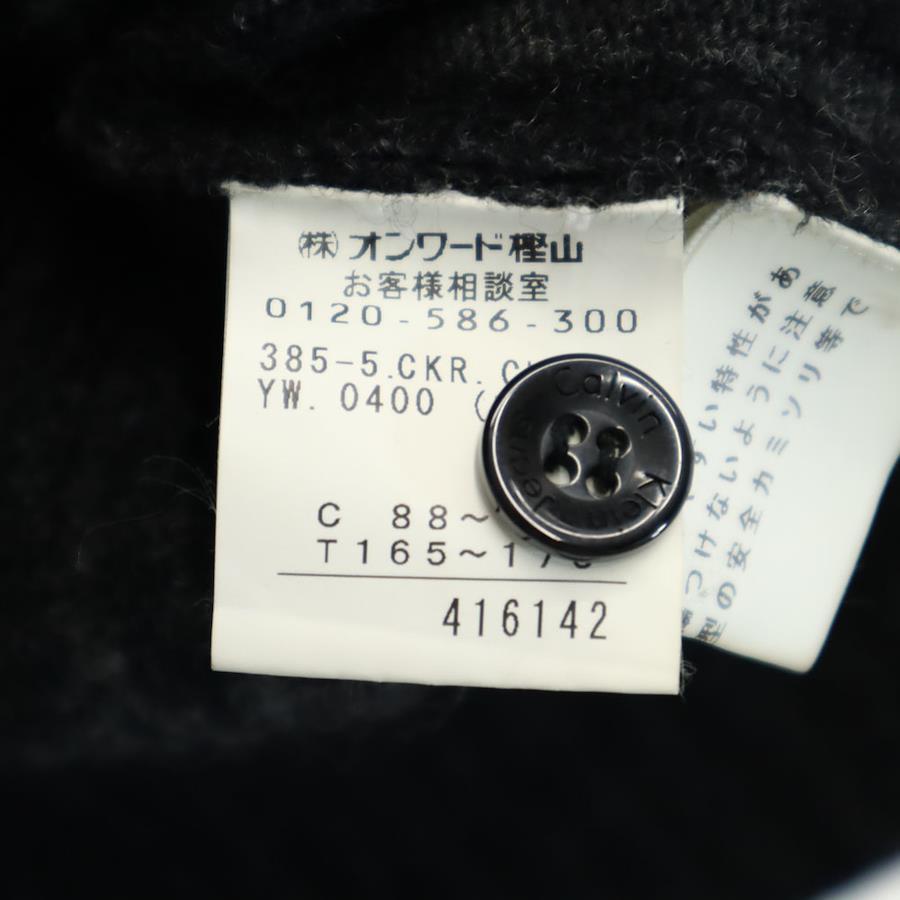 (株)オンワード樫山
お客様相談室
0120-586-300
385-5.CKR.
YW. 0400
C 88~
T165~17
416142
Calvin Klein Jeans
い特性があ
つけないように注意
型の安全カミソリ等で